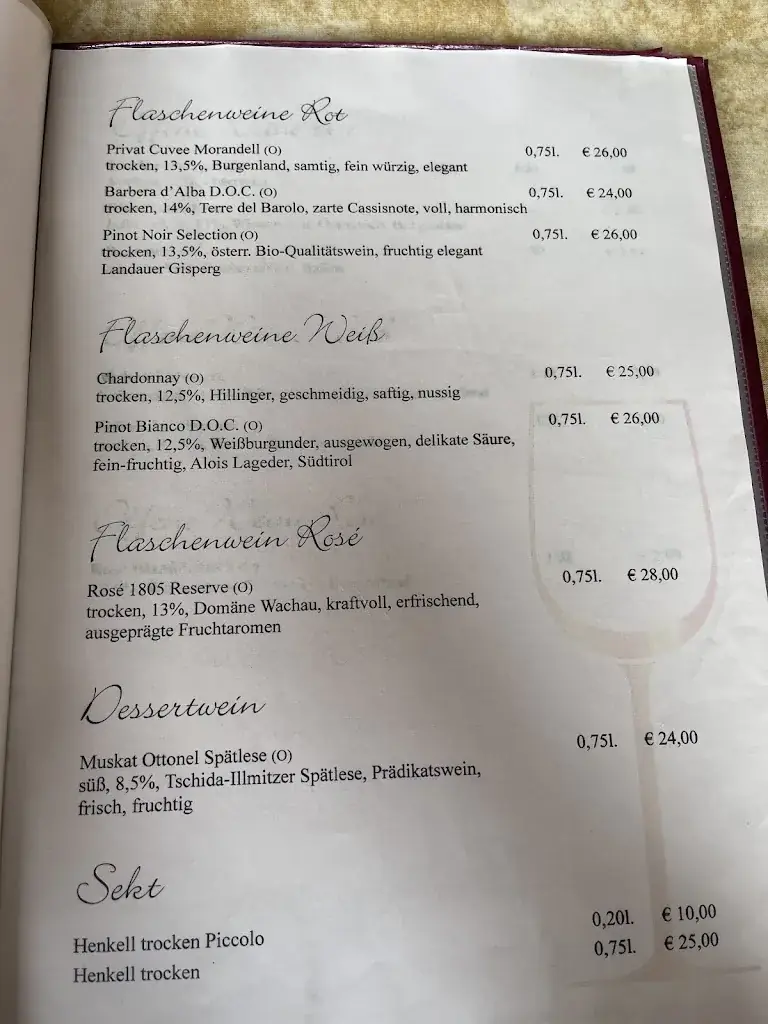 Flaschenweine Rot
Privat Cuvee Morandell (O) 0,75l. € 26,00
trocken, 13,5%, Burgenland, samtig, fein würzig, elegant
Barbera d'Alba D.O.C. (O) 0,75l. € 24,00
trocken, 14%, Terre del Barolo, zarte Cassisnote, voll, harmonisch
Pinot Noir Selection (O) 0,75l. € 26,00
trocken, 13,5%, österr. Bio-Qualitätswein, fruchtig elegant
Landauer Gisperg
Flaschenweine Weiß
Chardonnay (O) 0,75l. € 25,00
trocken, 12,5%, Hillinger, geschmeidig, saftig, nussig
Pinot Bianco D.O.C. (O) 0,75l. € 26,00
trocken, 12,5%, Weißburgunder, ausgewogen, delikate Säure,
fein-fruchtig, Alois Lageder, Südtirol
Flaschenwein Rosé
Rosé 1805 Reserve (O) 0,75l. € 28,00
trocken, 13%, Domäne Wachau, kraftvoll, erfrischend,
ausgeprägte Fruchtaromen
Dessertwein
Muskat Ottonel Spätlese (O) 0,75l. € 24,00
süß, 8,5%, Tschida-Illmitzer Spätlese, Prädikatswein,
frisch, fruchtig
Sekt
Henkell trocken Piccolo 0,20l. € 10,00
Henkell trocken 0,75l. € 25,00